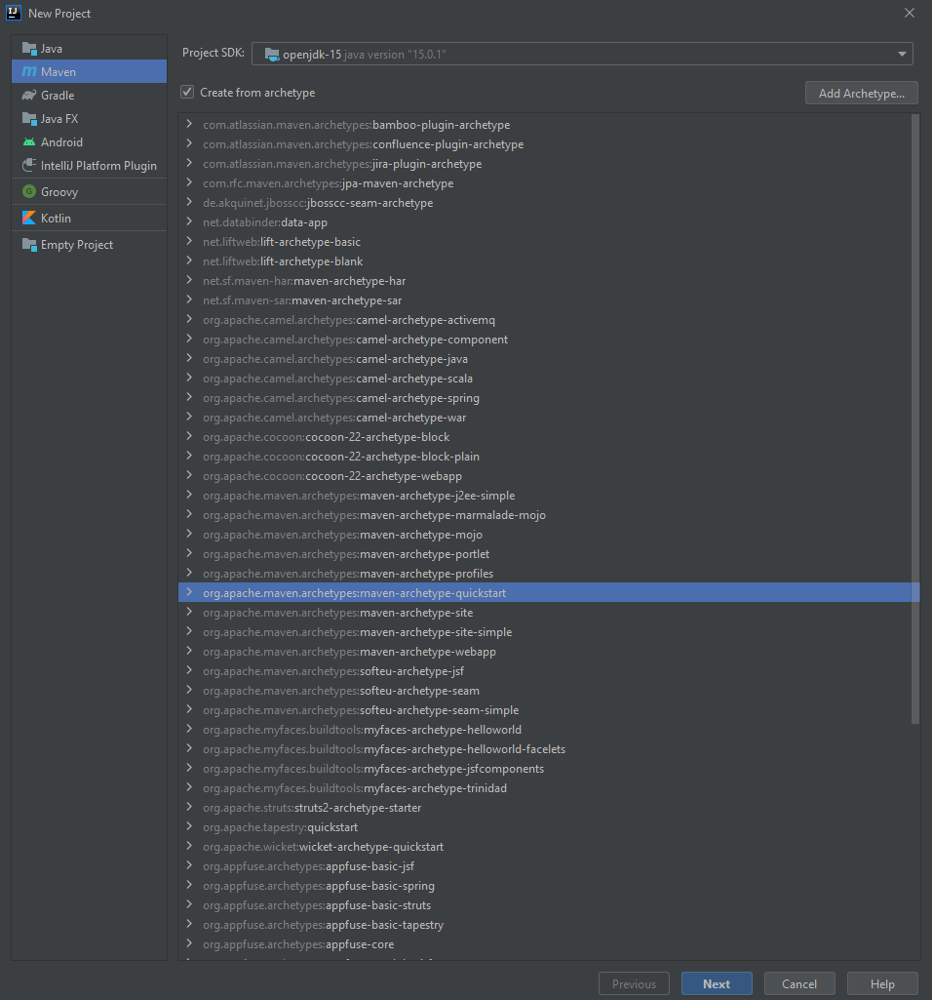 New Project
Java
Maven
Gradle
Java FX
Android
IntelliJ Platform Plugin
Groovy
Kotlin
Empty Project
Project SDK: openjdk-15 java version "15.0.1"
Create from archetype
Add Archetype...
com.atlassian.maven.archetypes:bamboo-plugin-archetype
com.atlassian.maven.archetypes:confluence-plugin-archetype
com.atlassian.maven.archetypes:jira-plugin-archetype
com.rfc.maven.archetypes:jpa-maven-archetype
de.akquinet.jbosscc:jbosscc-seam-archetype
net.databinder:data-app
net.liftweb:lift-archetype-basic
net.liftweb:lift-archetype-blank
net.sf.maven-har:maven-archetype-har
net.sf.maven-sar:maven-archetype-sar
org.apache.camel.archetypes:camel-archetype-activemq
org.apache.camel.archetypes:camel-archetype-component
org.apache.camel.archetypes:camel-archetype-java
org.apache.camel.archetypes:camel-archetype-scala
org.apache.camel.archetypes:camel-archetype-spring
org.apache.camel.archetypes:camel-archetype-war
org.apache.cocoon:cocoon-22-archetype-block
org.apache.cocoon:cocoon-22-archetype-block-plain
org.apache.cocoon:cocoon-22-archetype-webapp
org.apache.maven.archetypes:maven-archetype-j2ee-simple
org.apache.maven.archetypes:maven-archetype-marmalade-mojo
org.apache.maven.archetypes:maven-archetype-mojo
org.apache.maven.archetypes:maven-archetype-portlet
org.apache.maven.archetypes:maven-archetype-profiles
org.apache.maven.archetypes:maven-archetype-quickstart
org.apache.maven.archetypes:maven-archetype-site
org.apache.maven.archetypes:maven-archetype-site-simple
org.apache.maven.archetypes:maven-archetype-webapp
org.apache.maven.archetypes:softeu-archetype-jsf
org.apache.maven.archetypes:softeu-archetype-seam
org.apache.maven.archetypes:softeu-archetype-seam-simple
org.apache.myfaces.buildtools:myfaces-archetype-helloworld
org.apache.myfaces.buildtools:myfaces-archetype-helloworld-facelets
org.apache.myfaces.buildtools:myfaces-archetype-jsfcomponents
org.apache.myfaces.buildtools:myfaces-archetype-trinidad
org.apache.struts:struts2-archetype-starter
org.apache.tapestry:quickstart
org.apache.wicket:wicket-archetype-quickstart
org.appfuse.archetypes:appfuse-basic-jsf
org.appfuse.archetypes:appfuse-basic-spring
org.appfuse.archetypes:appfuse-basic-struts
org.appfuse.archetypes:appfuse-basic-tapestry
org.appfuse.archetypes:appfuse-core
Previous
Next
Cancel
Help